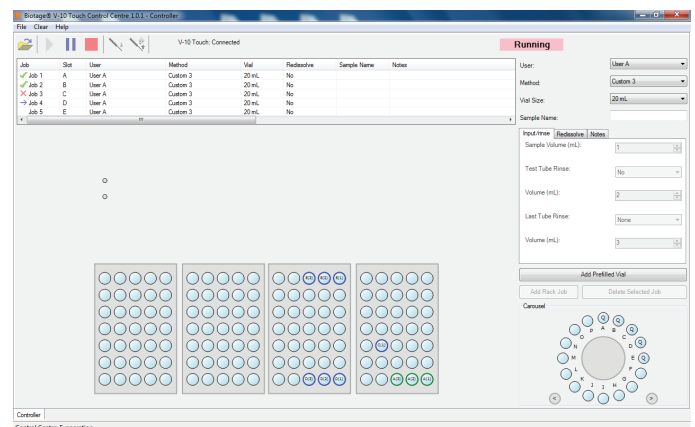 Biotage® V-10 Touch Control Centre 1.0.1 - Controller
File Clear Help
V-10 Touch: Connected
Running
Job Slot User Method Vial Redissolve Sample Name Notes
Job 1 A User A Custom 3 20 mL No
Job 2 B User A Custom 3 20 mL No
Job 3 C User A Custom 3 20 mL No
Job 4 D User A Custom 3 20 mL No
Job 5 E User A Custom 3 20 mL No
User: User A
Method: Custom 3
Vial Size: 20 mL
Sample Name:
Input/rinse Redissolve Notes
Sample Volume (mL): 1
Test Tube Rinse: No
Volume (mL): 2
Last Tube Rinse: None
Volume (mL): 3
Add Prefilled Vial
Add Rack Job Delete Selected Job
Carousel
Q Q Q Q
A B C D E F G H I J K L M N O P
< >
Controller